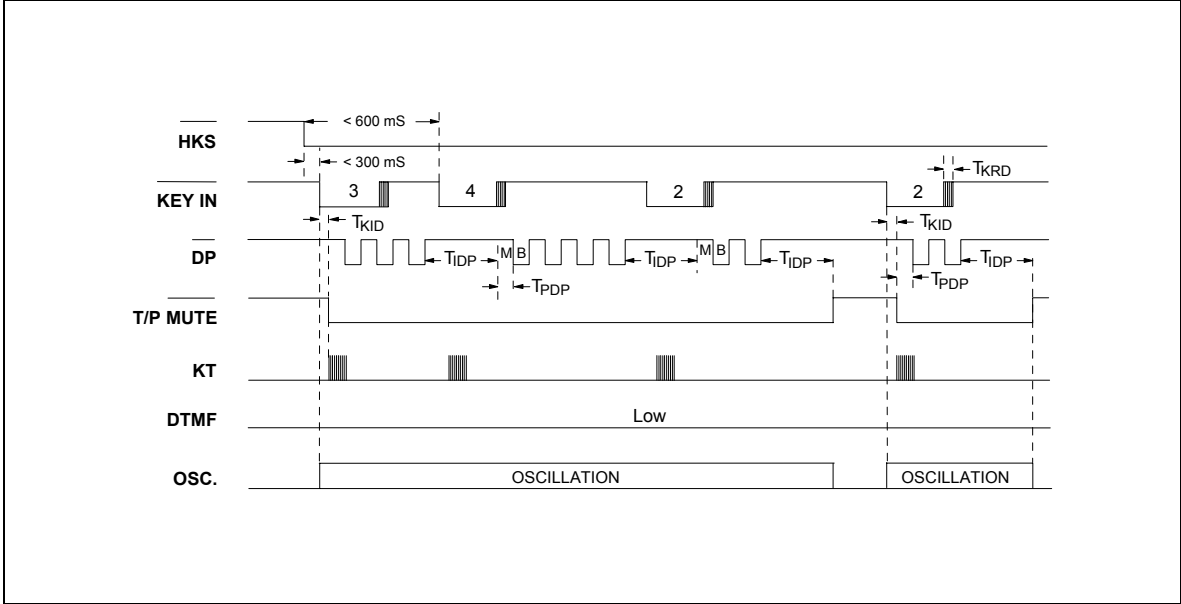 HKS
< 600 mS
< 300 mS
KEY IN
3
4
2
2
TKRD
TKID
TKID
DP
TIDP
M B
TIDP
M B
TIDP
TIDP
TPDP
TPDP
T/P MUTE
KT
DTMF
Low
OSC.
OSCILLATION
OSCILLATION